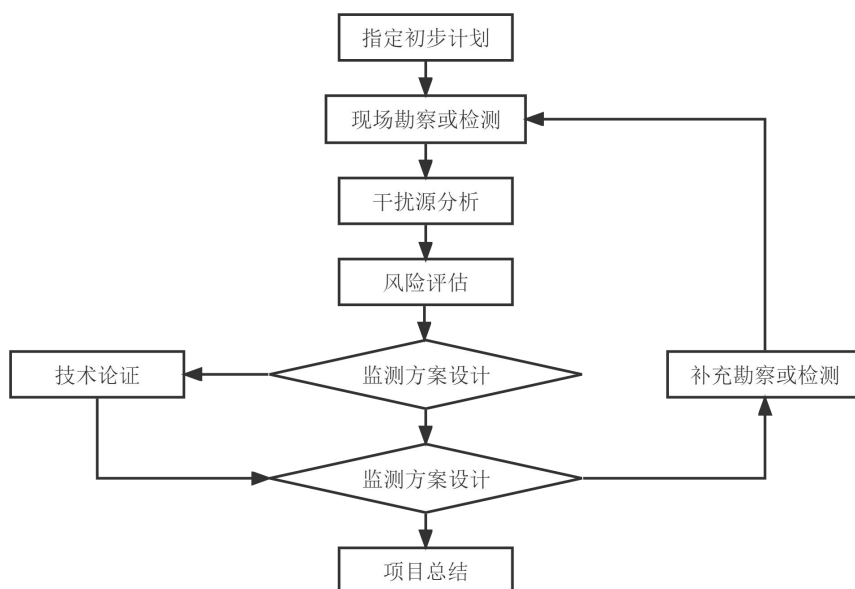 指定初步计划
现场勘察或检测
干扰源分析
风险评估
监测方案设计
技术论证
补充勘察或检测
监测方案设计
项目总结